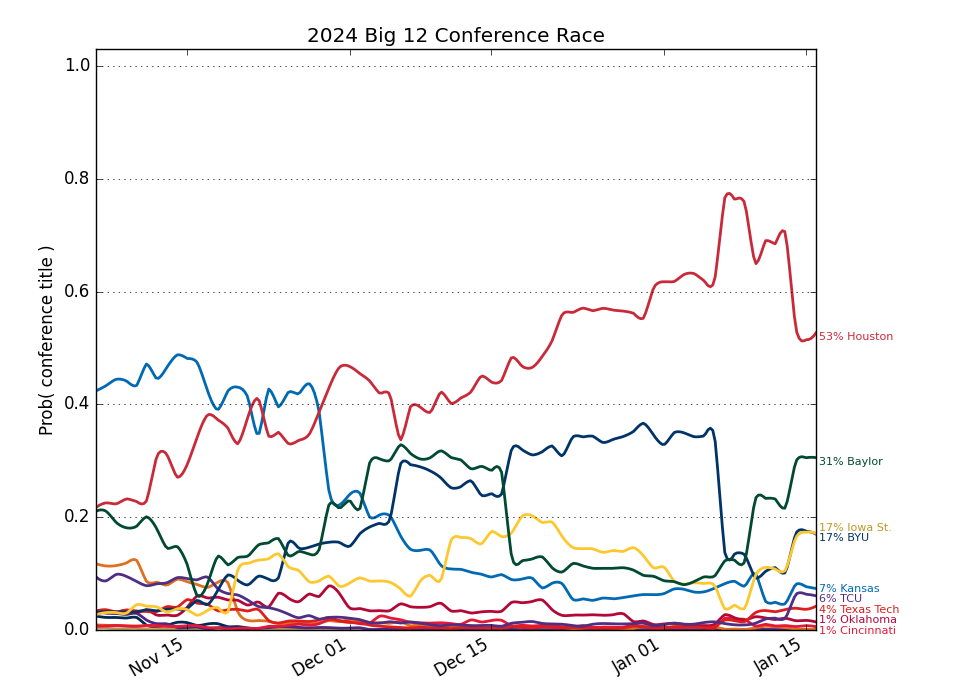 2024 Big 12 Conference Race
Prob( conference title )
1.0
0.8
0.6
0.4
0.2
0.0
Nov 15
Dec 01
Dec 15
Jan 01
Jan 15
53% Houston
31% Baylor
17% Iowa St.
17% BYU
7% Kansas
6% TCU
4% Texas Tech
1% Oklahoma
1% Cincinnati